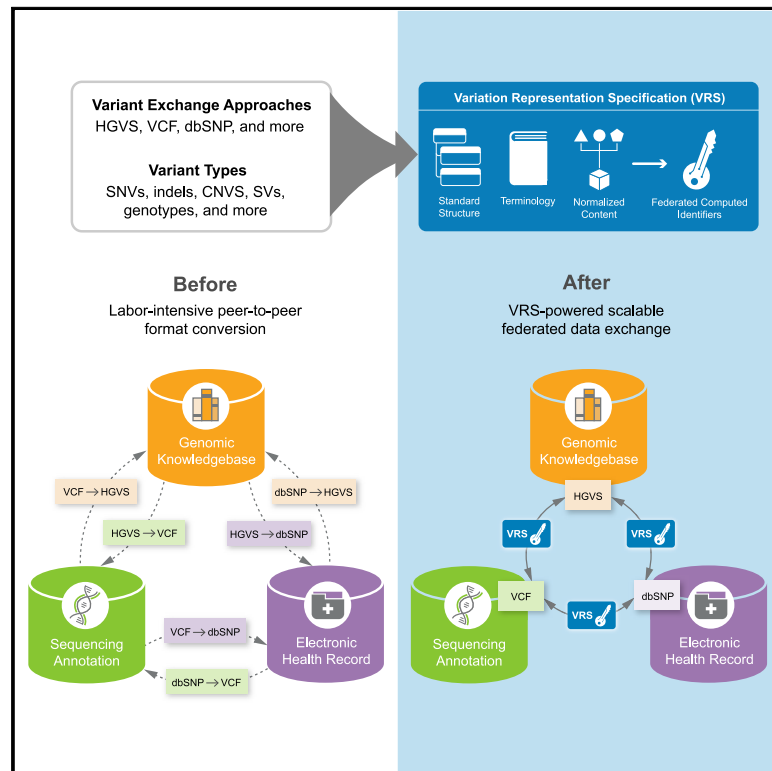 Variant Exchange Approaches
HGVS, VCF, dbSNP, and more
Variant Types
SNVs, indels, CNVS, SVs,
genotypes, and more
Variation Representation Specification (VRS)
Standard
Structure
Terminology
Normalized
Content
Federated Computed
Identifiers
Before
Labor-intensive peer-to-peer
format conversion
Genomic
Knowledgebase
VCF → HGVS
dbSNP → HGVS
HGVS → VCF
HGVS → dbSNP
Sequencing
Annotation
VCF → dbSNP
dbSNP → VCF
Electronic
Health Record
After
VRS-powered scalable
federated data exchange
Genomic
Knowledgebase
HGVS
VRS
VRS
VCF
VRS
dbSNP
Sequencing
Annotation
Electronic
Health Record